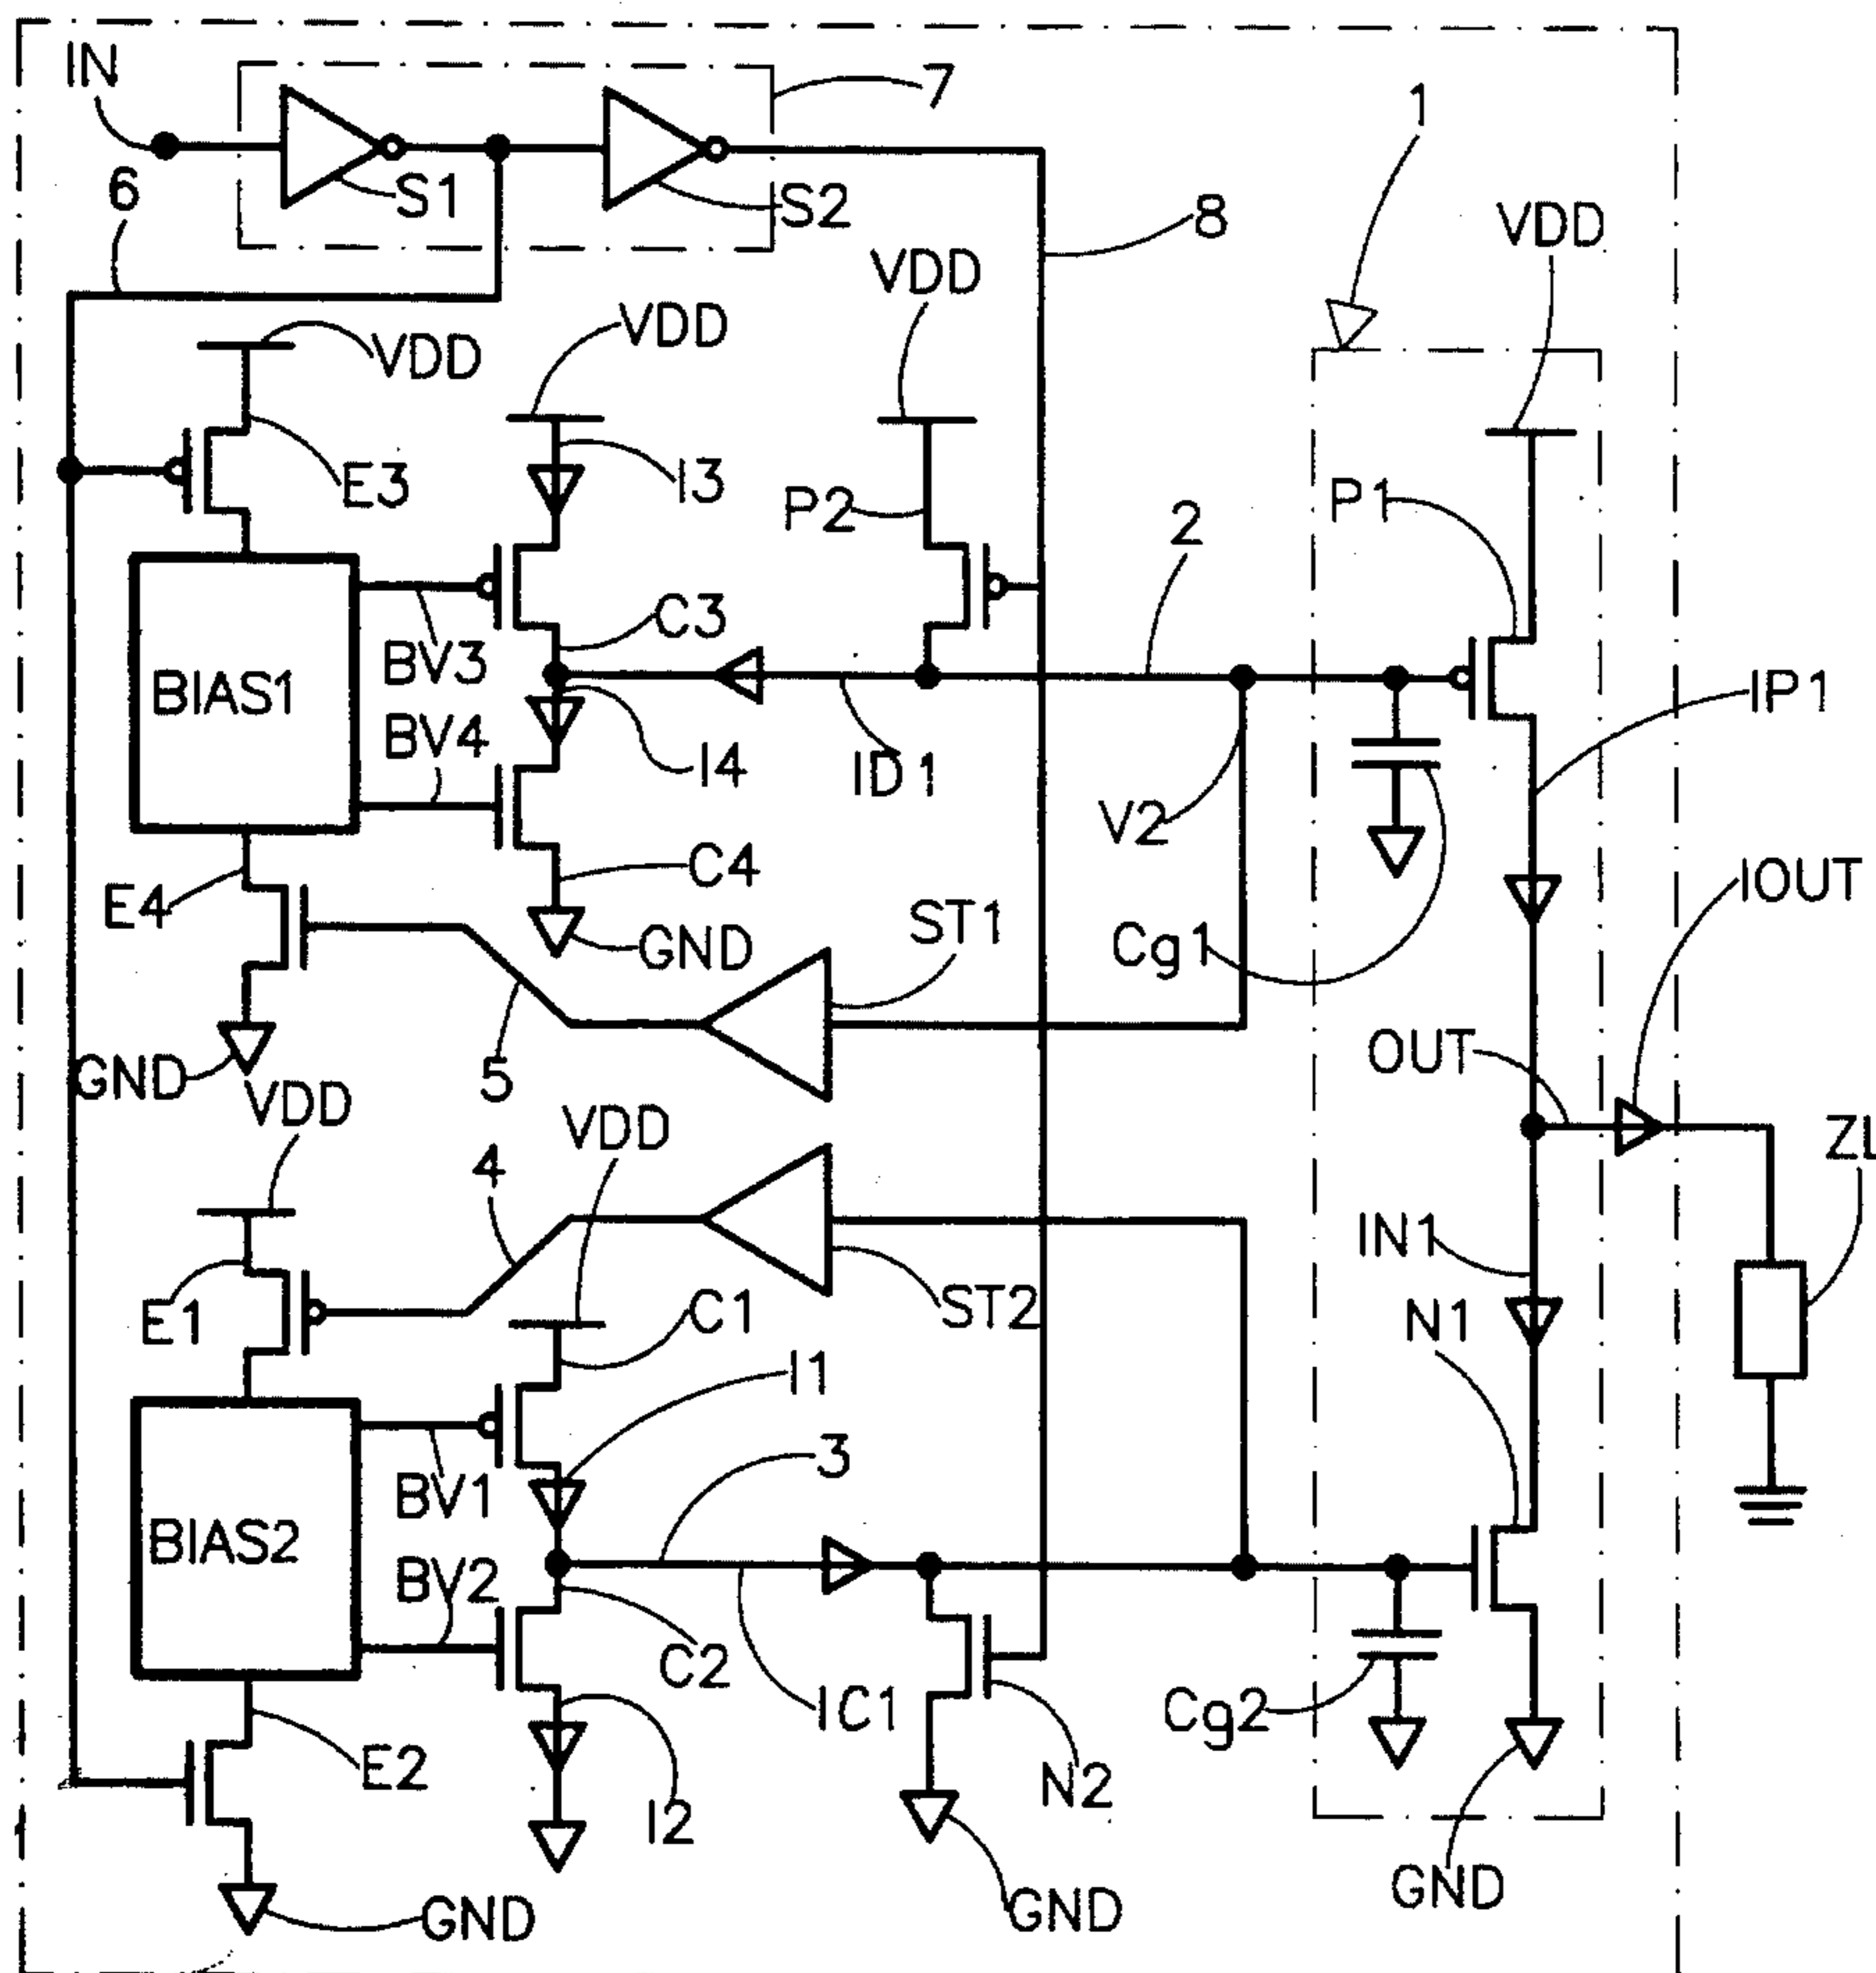 IN
7
1
6
S1
S2
8
VDD
VDD
VDD
VDD
E3
I3
P2
P1
2
C3
BV3
BIAS1
IP1
BV4
I4
ID1
V2
C4
IOUT
E4
ST1
GND
Cg1
OUT
GND
5
VDD
VDD
ZL
4
IN1
E1
C1
ST2
N1
I1
3
BV1
BIAS2
BV2
C2
IC1
Cg2
E2
N2
I2
GND
GND
GND